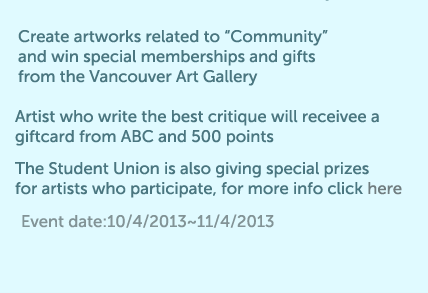 Create artworks related to "Community"
and win special memberships and gifts
from the Vancouver Art Gallery
Artist who write the best critique will receivee a
giftcard from ABC and 500 points
The Student Union is also giving special prizes
for artists who participate, for more info click here
Event date:10/4/2013~11/4/2013